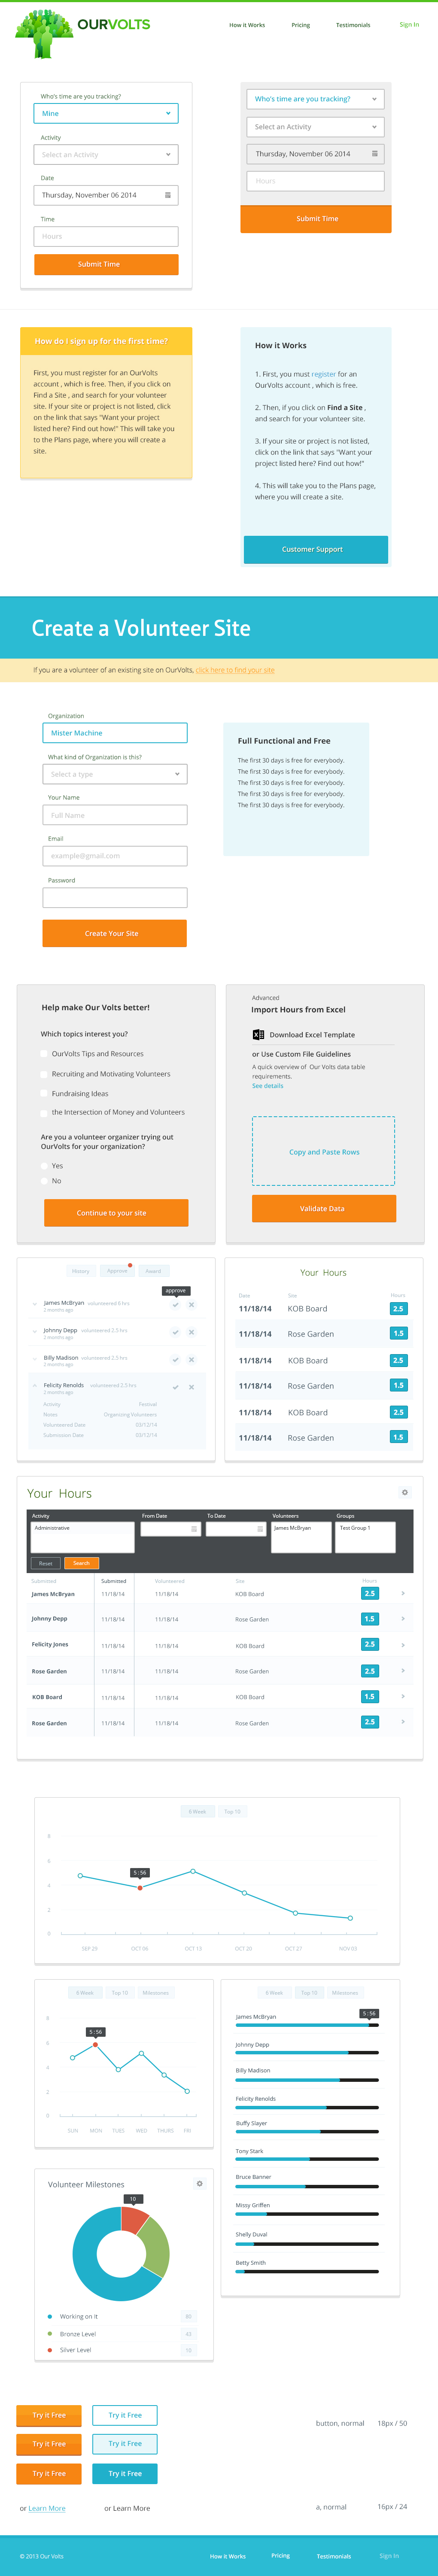 OURVOLTS
How it Works
Pricing
Testimonials
Sign In
Who's time are you tracking?
Mine
Activity
Select an Activity
Date
Thursday, November 06 2014
Time
Hours
Submit Time
Who's time are you tracking?
Select an Activity
Thursday, November 06 2014
Hours
Submit Time
How do I sign up for the first time?
First, you must register for an OurVolts
account , which is free. Then, if you click on
Find a Site , and search for your volunteer
site. If your site or project is not listed, click
on the link that says "Want your project
listed here? Find out how!" This will take you
to the Plans page, where you will create a
site.
How it Works
1. First, you must register for an
OurVolts account , which is free.
2. Then, if you click on Find a Site ,
and search for your volunteer site.
3. If your site or project is not listed,
click on the link that says "Want your
project listed here? Find out how!"
4. This will take you to the Plans page,
where you will create a site.
Customer Support
Create a Volunteer Site
if you are a volunteer of an existing site on OurVolts, click here to find your site
Organization
Mister Machine
What kind of Organization is this?
Select a type
Your Name
Full Name
Email
example@gmail.com
Password
Create Your Site
Full Functional and Free
The first 30 days is free for everybody.
The first 30 days is free for everybody.
The first 30 days is free for everybody.
The first 30 days is free for everybody.
The first 30 days is free for everybody.
Help make Our Volts better!
Which topics interest you?
OurVolts Tips and Resources
Recruiting and Motivating Volunteers
Fundraising Ideas
the Intersection of Money and Volunteers
Are you a volunteer organizer trying out
OurVolts for your organization?
Yes
No
Continue to your site
Advanced
Import Hours from Excel
Download Excel Template
or Use Custom File Guidelines
A quick overview of Our Volts data table
requirements.
See details
Copy and Paste Rows
Validate Data
History
Approve
Award
approve
James McBryan volunteered 6 hrs
2 months ago
Johnny Depp volunteered 2.5 hrs
2 months ago
Billy Madison volunteered 2.5 hrs
2 months ago
Felicity Renolds volunteered 2.5 hrs
2 months ago
Activity Festival
Notes Organizing Volunteers
Volunteered Date 03/12/14
Submission Date 03/12/14
Your Hours
Date Site Hours
11/18/14 KOB Board 2.5
11/18/14 Rose Garden 1.5
11/18/14 KOB Board 2.5
11/18/14 Rose Garden 1.5
11/18/14 KOB Board 2.5
11/18/14 Rose Garden 1.5
Your Hours
Activity From Date To Date Volunteers Groups
Administrative James McBryan Test Group 1
Reset Search
Submitted Submitted Volunteered Site Hours
James McBryan 11/18/14 11/18/14 KOB Board 2.5
Johnny Depp 11/18/14 11/18/14 Rose Garden 1.5
Felicity Jones 11/18/14 11/18/14 KOB Board 2.5
Rose Garden 11/18/14 11/18/14 Rose Garden 2.5
KOB Board 11/18/14 11/18/14 KOB Board 1.5
Rose Garden 11/18/14 11/18/14 Rose Garden 2.5
6 Week Top 10
8
6
5 : 56
4
2
0
SEP 29 OCT 06 OCT 13 OCT 20 OCT 27 NOV 03
6 Week Top 10 Milestones
8
5 : 56
6
4
2
0
SUN MON TUES WED THURS FRI
6 Week Top 10 Milestones
5 : 56
James McBryan
Johnny Depp
Billy Madison
Felicity Renolds
Buffy Slayer
Tony Stark
Bruce Banner
Missy Griffen
Shelly Duval
Betty Smith
Volunteer Milestones
10
Working on It 80
Bronze Level 42
Silver Level 10
Try it Free
Try it Free
Try it Free
Try it Free
Try it Free
Try it Free
button, normal 18px / 50
or Learn More
or Learn More
a, normal 16px / 24
© 2013 Our Volts
How it Works
Pricing
Testimonials
Sign In